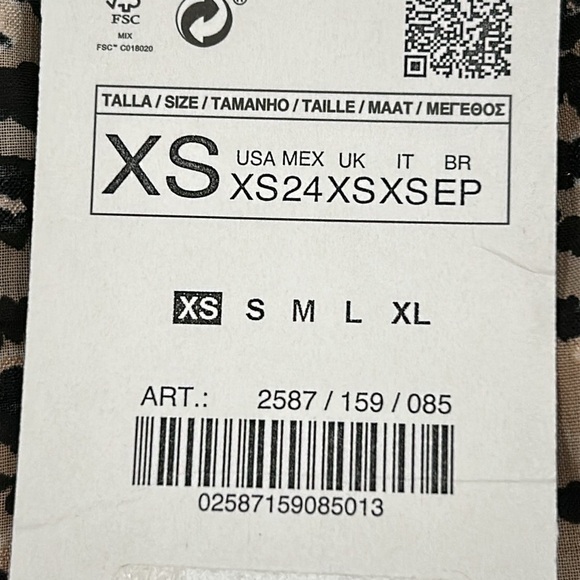 FSC
MIX
FSC™ C018020
®
TALLA / SIZE / TAMANHO / TAILLE / MAAT / ΜΕΓΕΘΟΣ
XS
USA MEX UK IT BR
XS 24 XS XS EP
XS S M L XL
ART.: 2587 / 159 / 085
02587159085013